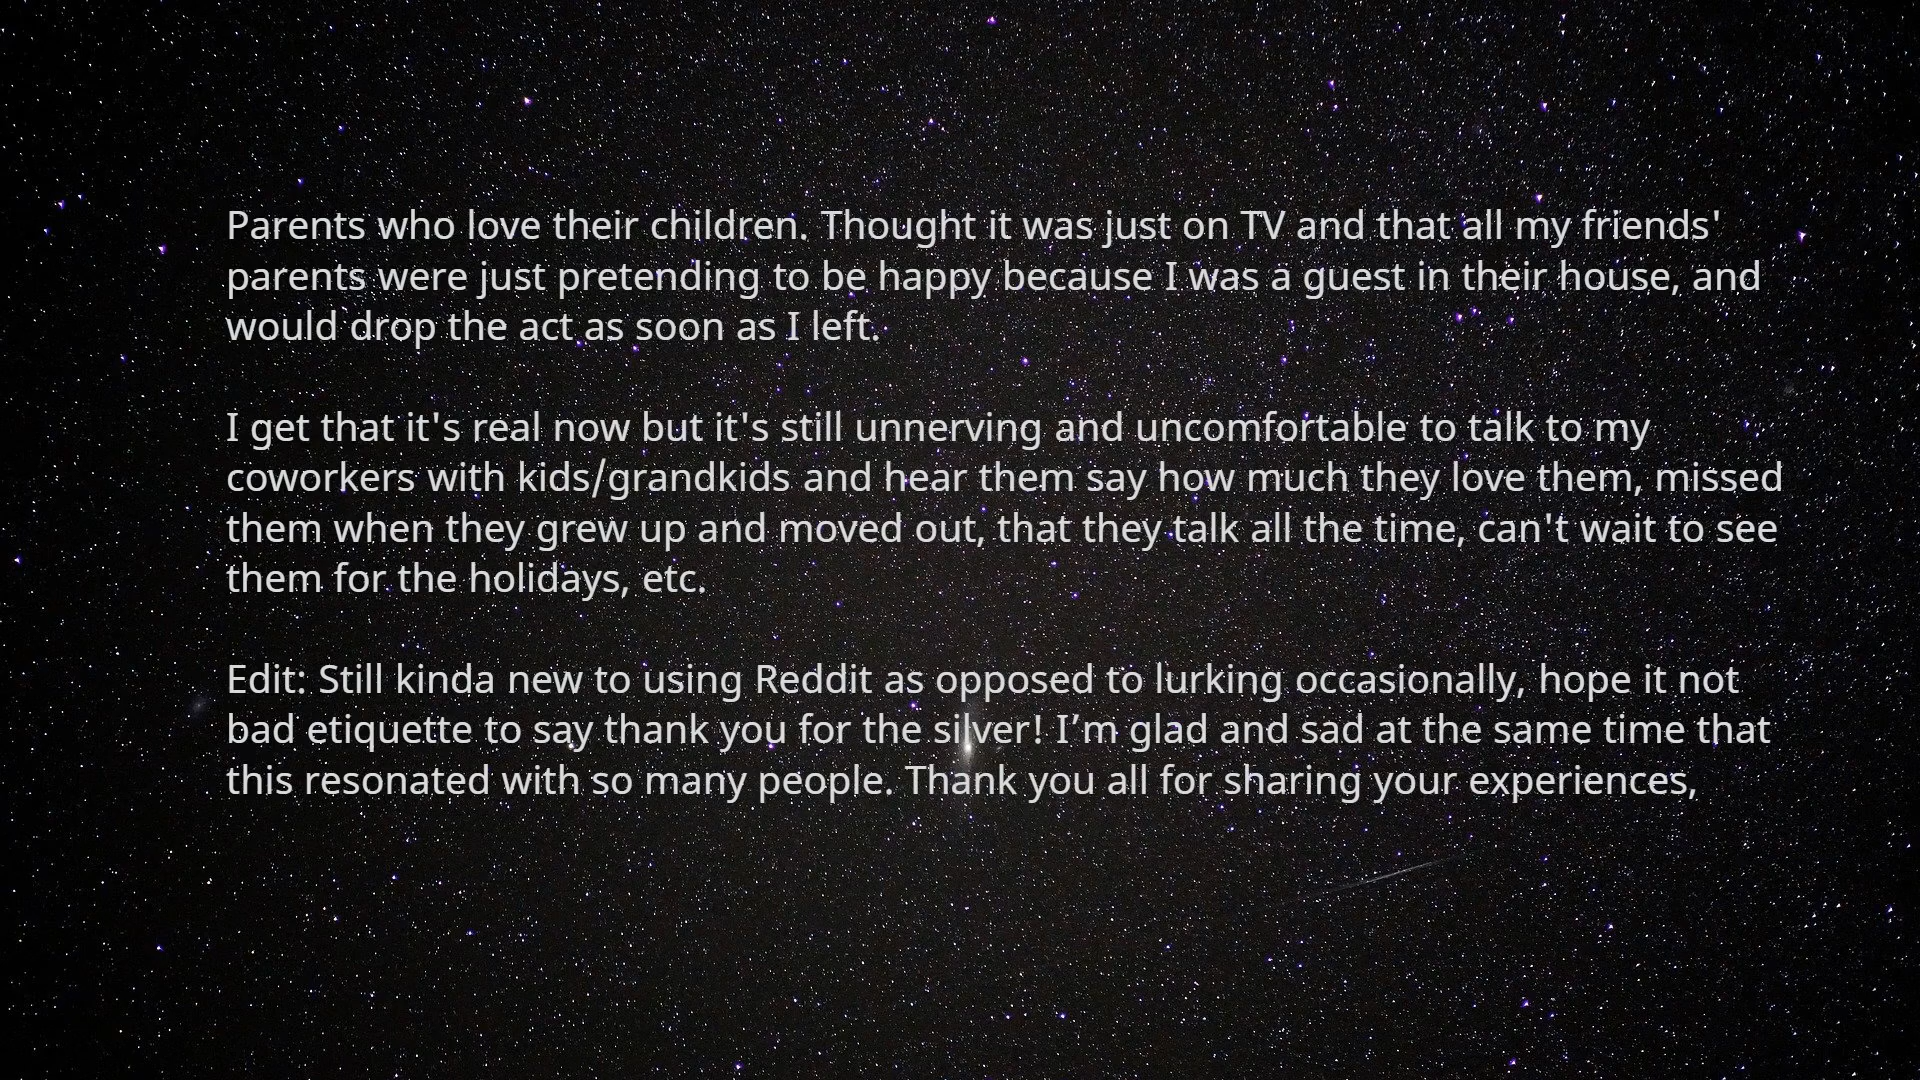 Parents who love their children. Thought it was just on TV and that all my friends'
parents were just pretending to be happy because I was a guest in their house, and
would drop the act as soon as I left.
I get that it's real now but it's still unnerving and uncomfortable to talk to my
coworkers with kids/grandkids and hear them say how much they love them, missed
them when they grew up and moved out, that they talk all the time, can't wait to see
them for the holidays, etc.
Edit: Still kinda new to using Reddit as opposed to lurking occasionally, hope it not
bad etiquette to say thank you for the silver! I’m glad and sad at the same time that
this resonated with so many people. Thank you all for sharing your experiences,